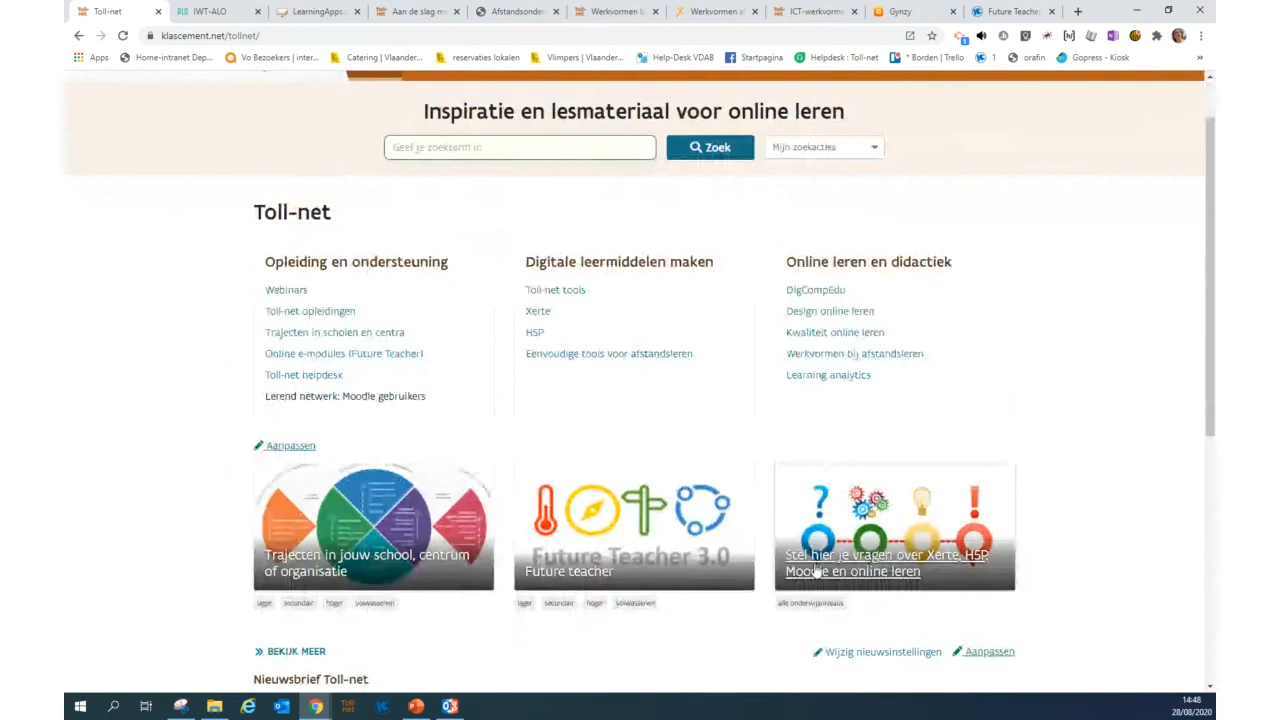 Toll-net
IWT-ALO
LearningApps.
Aan de slag me
Afstandsonder
Werkvormen b
Werkvormen a
ICT-werkvorm
Gynzy
Future Teacher
klascement.net/tollnet/
Apps
Home-intranet Dep...
Vo Bezoekers | inter...
Catering | Vlaander...
reservaties lokalen
Vlimpers | Vlaander...
Help-Desk VDAB
Startpagina
Helpdesk : Toll-net
* Borden | Trello
1
orafin
Gopress - Kiosk
»
Inspiratie en lesmateriaal voor online leren
Geef je zoekterm in
Zoek
Mijn zoekacties
Toll-net
Opleiding en ondersteuning
Webinars
Toll-net opleidingen
Trajecten in scholen en centra
Online e-modules (Future Teacher)
Toll-net helpdesk
Lerend netwerk: Moodle gebruikers
Digitale leermiddelen maken
Toll-net tools
Xerte
H5P
Eenvoudige tools voor afstandsleren
Online leren en didactiek
DigCompEdu
Design online leren
Kwaliteit online leren
Werkvormen bij afstandsleren
Learning analytics
Aanpassen
Trajecten in jouw school, centrum
of organisatie
lager secundair hoger volwassenen
Future Teacher 3.0
Future teacher
lager secundair hoger volwassenen
Stel hier je vragen over Xerte, H5P,
Moodle en online leren
alle onderwijsniveaus
» BEKIJK MEER
Wijzig nieuwsinstellingen
Aanpassen
Nieuwsbrief Toll-net
Toll-net
14:48
28/08/2020